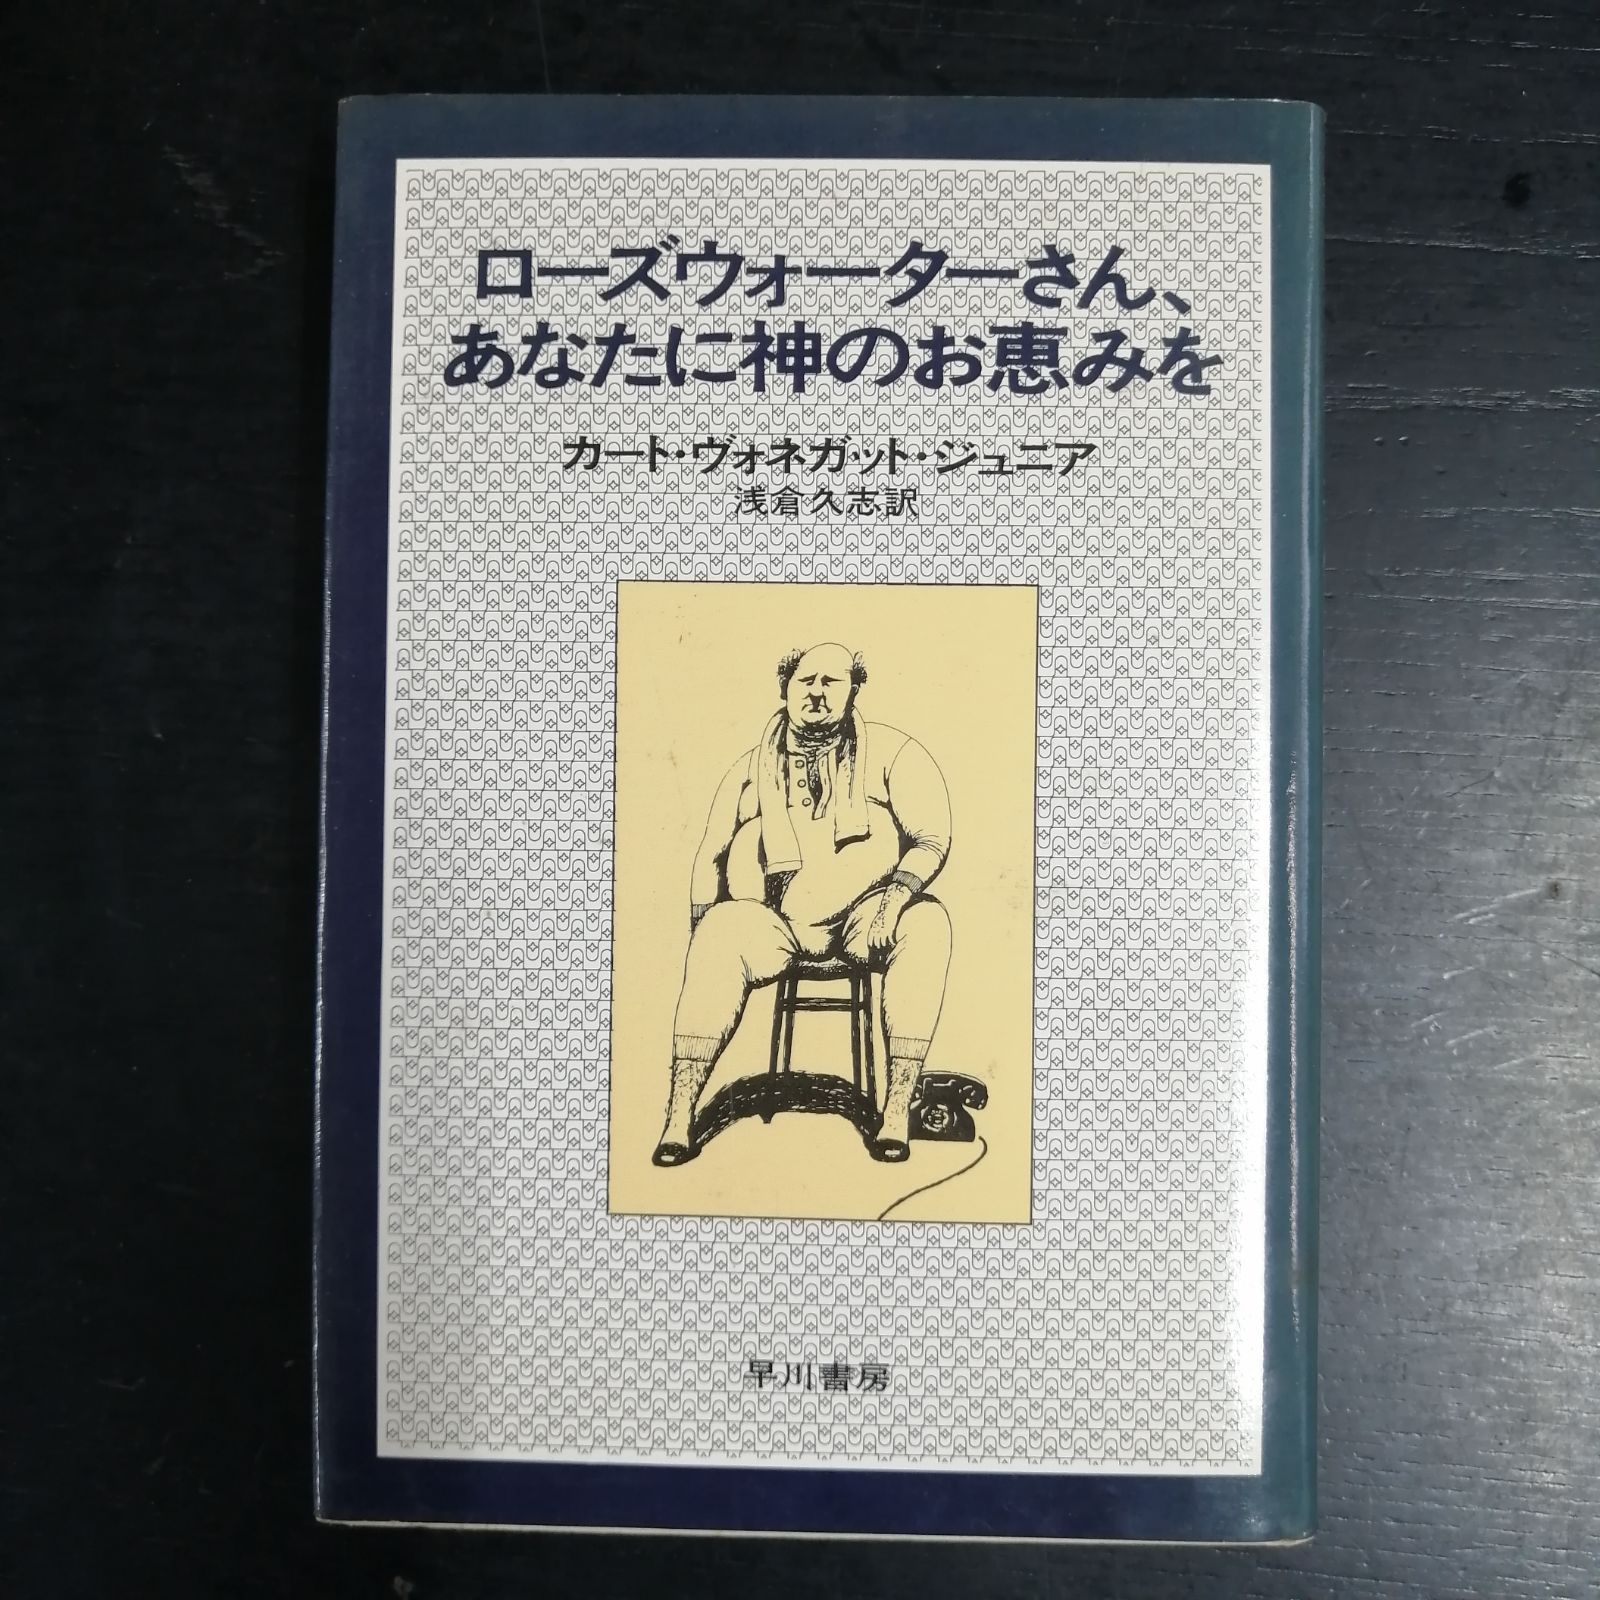 ローズウォーターさん、
あなたに神のお恵みを
カート・ヴォネガット・ジュニア
浅倉久志訳
早川書房